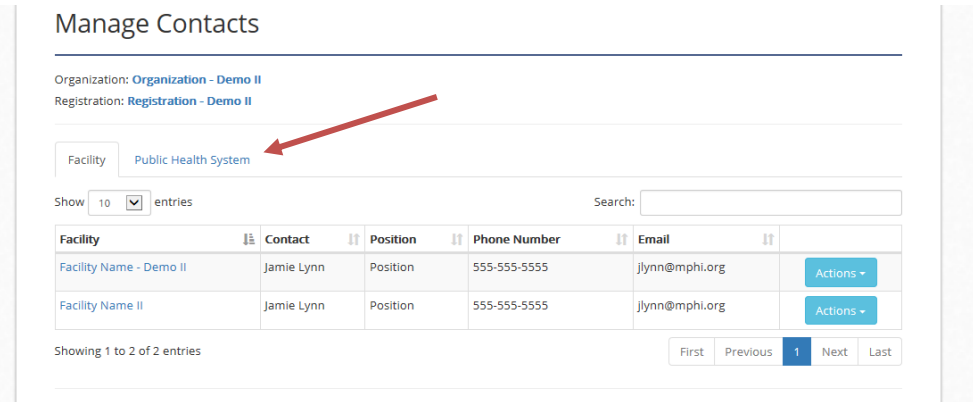 Manage Contacts
Organization: Organization - Demo II
Registration: Registration - Demo II
Facility Public Health System
Show 10 entries Search:
Facility Contact Position Phone Number Email
Facility Name - Demo II Jamie Lynn Position 555-555-5555 jlynn@mphi.org Actions
Facility Name II Jamie Lynn Position 555-555-5555 jlynn@mphi.org Actions
Showing 1 to 2 of 2 entries First Previous 1 Next Last